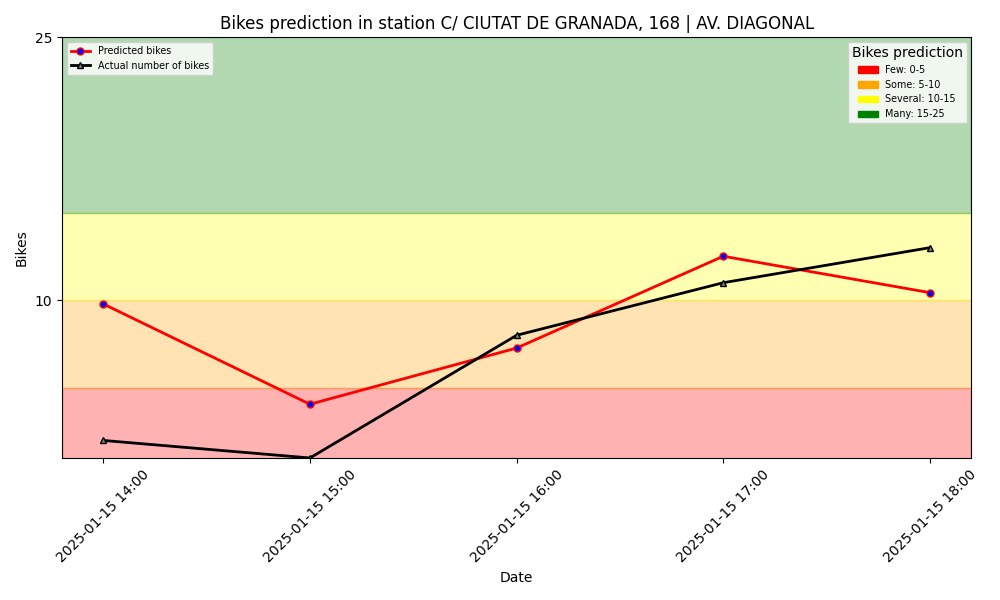 Bikes prediction in station C/ CIUTAT DE GRANADA, 168 | AV. DIAGONAL
25
Predicted bikes
Actual number of bikes
Bikes prediction
Few: 0-5
Some: 5-10
Several: 10-15
Many: 15-25
Bikes
10
2025-01-15 14:00
2025-01-15 15:00
2025-01-15 16:00
2025-01-15 17:00
2025-01-15 18:00
Date